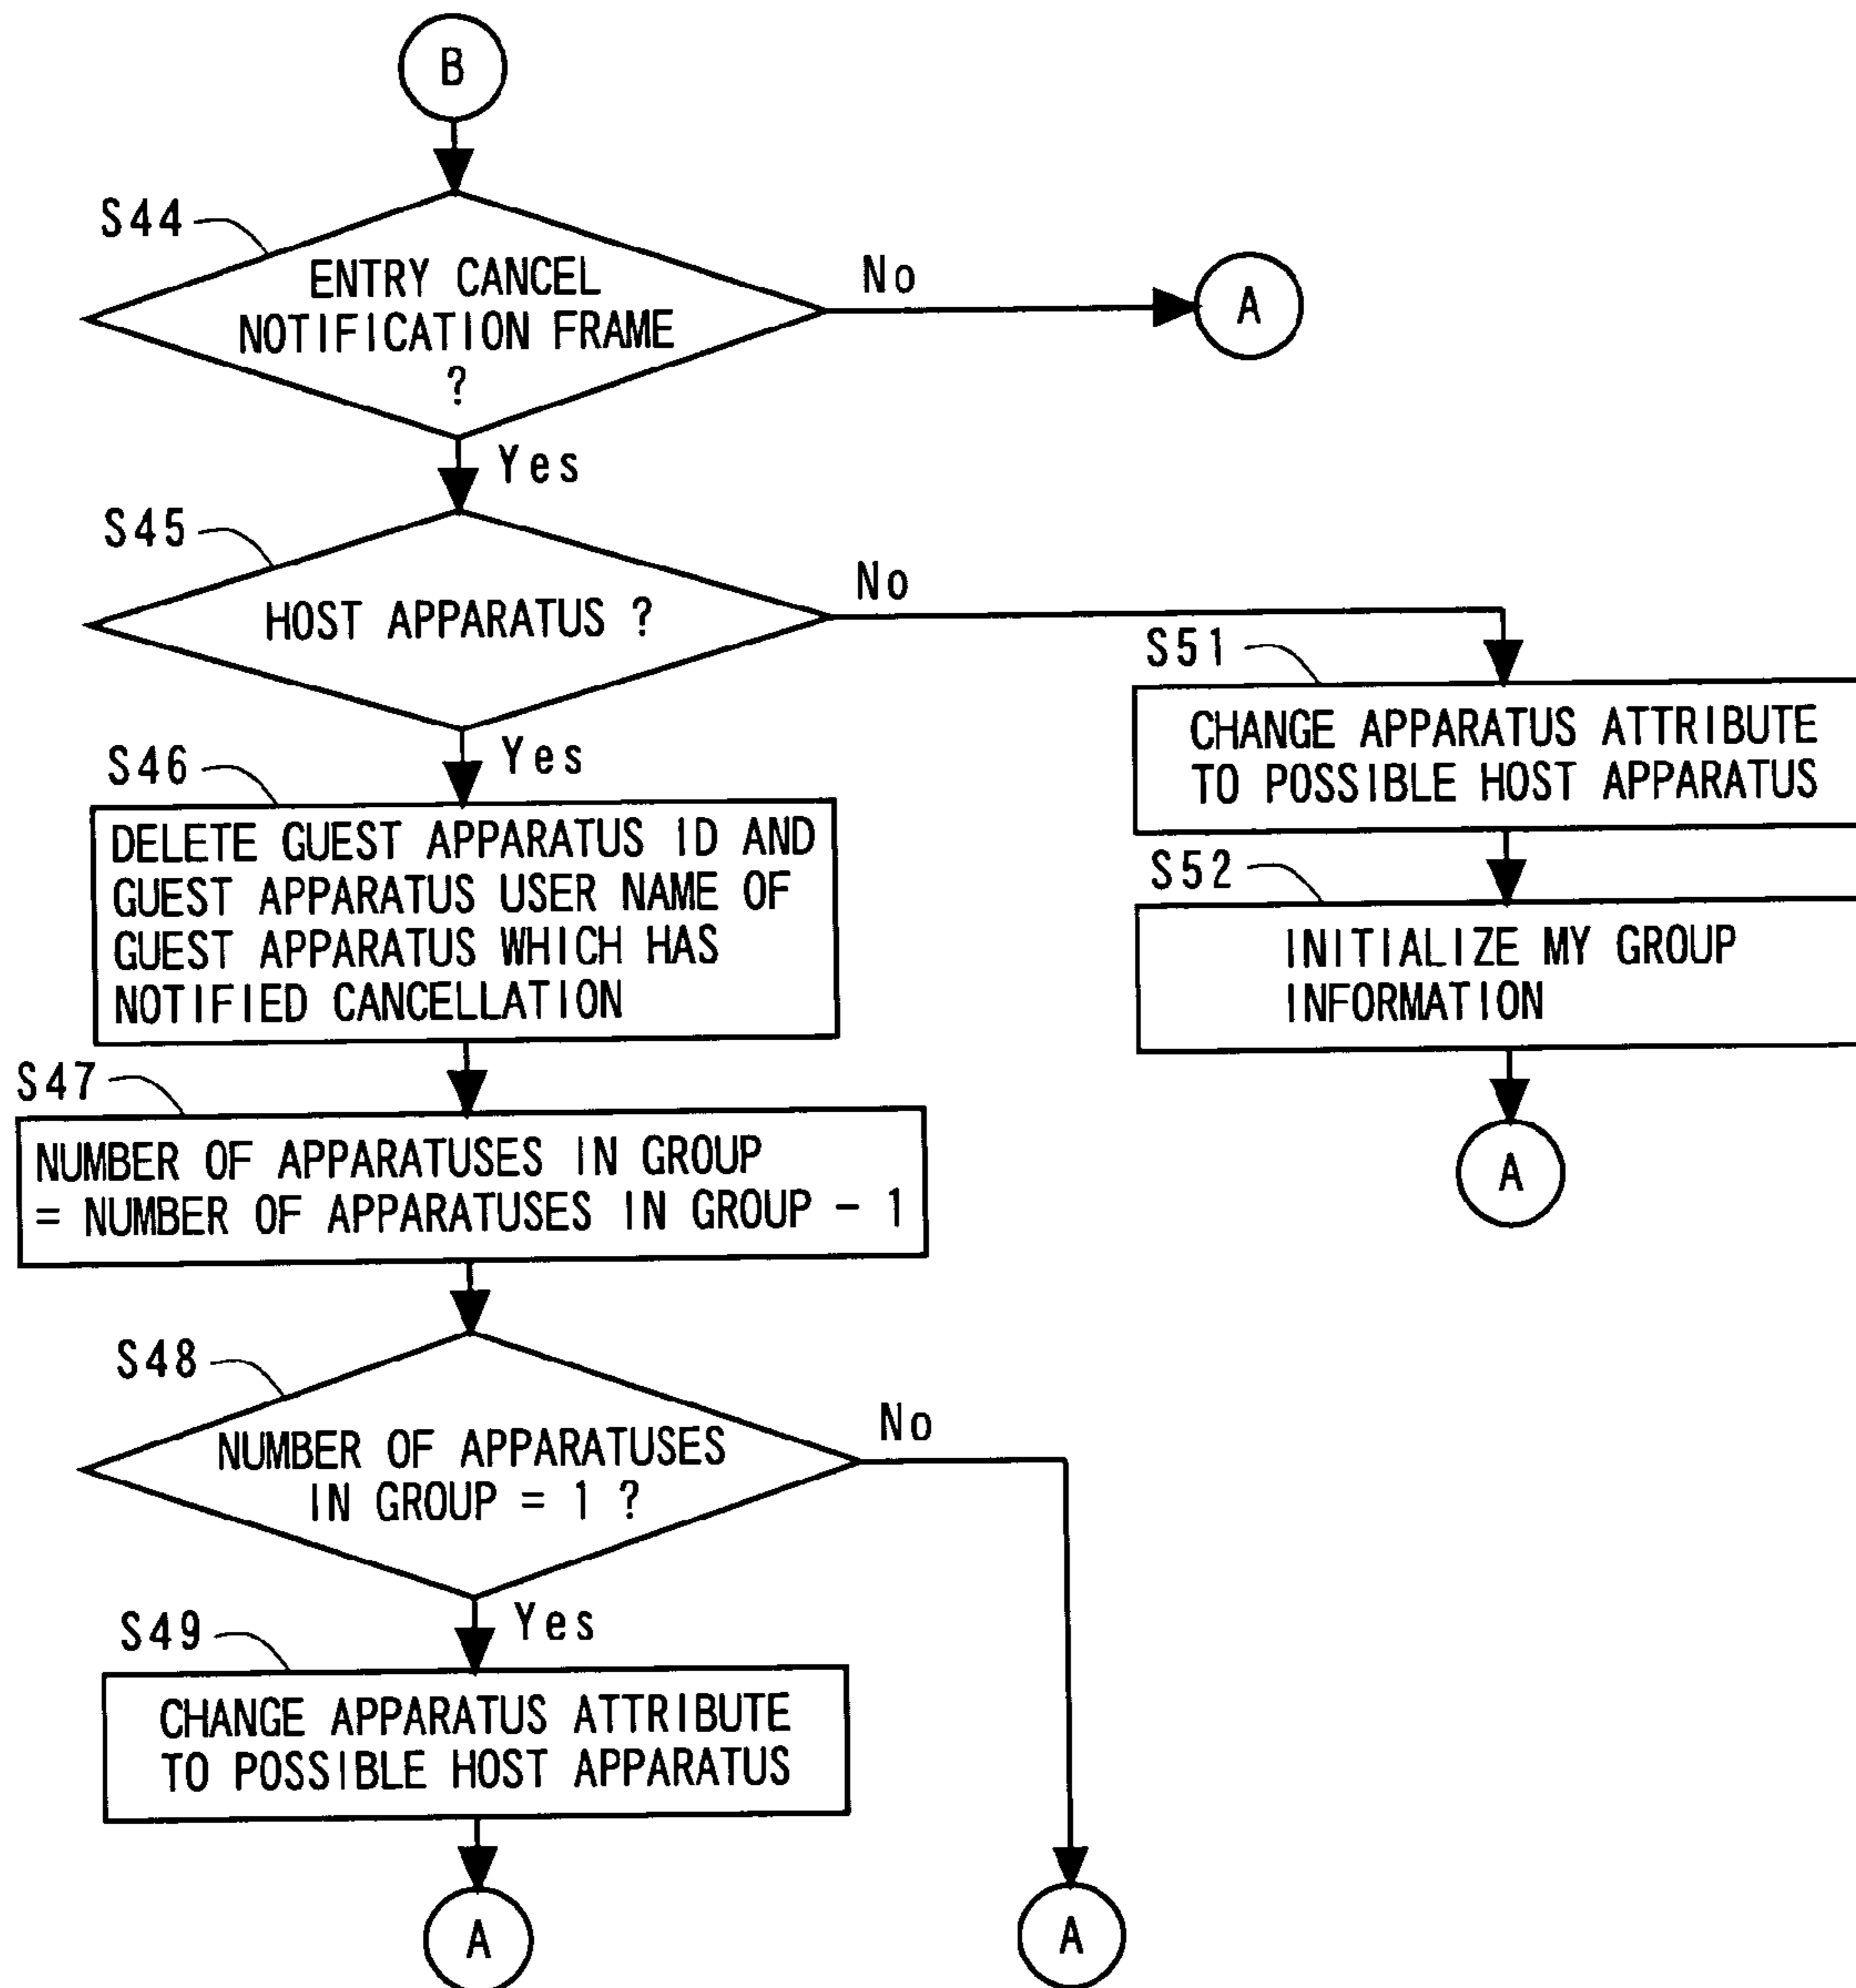 B
S44
ENTRY CANCEL
NOTIFICATION FRAME
?
No
A
Yes
S45
HOST APPARATUS ?
No
Yes
S51
CHANGE APPARATUS ATTRIBUTE
TO POSSIBLE HOST APPARATUS
S46
DELETE GUEST APPARATUS ID AND
GUEST APPARATUS USER NAME OF
GUEST APPARATUS WHICH HAS
NOTIFIED CANCELLATION
S52
INITIALIZE MY GROUP
INFORMATION
A
S47
NUMBER OF APPARATUSES IN GROUP
= NUMBER OF APPARATUSES IN GROUP - 1
S48
NUMBER OF APPARATUSES
IN GROUP = 1 ?
No
Yes
S49
CHANGE APPARATUS ATTRIBUTE
TO POSSIBLE HOST APPARATUS
A
A